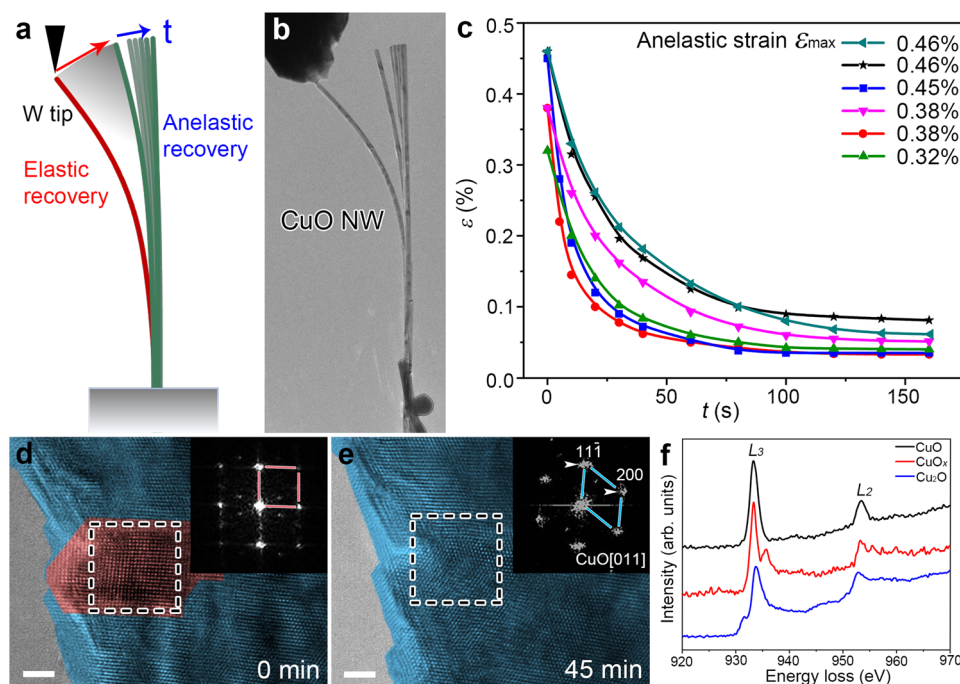 a
t
W tip
Anelastic
recovery
Elastic
recovery
b
CuO NW
c
Anelastic strain εmax
0.46%
0.46%
0.45%
0.38%
0.38%
0.32%
ε (%)
0.5
0.4
0.3
0.2
0.1
0.0
0
50
100
150
t (s)
d
0 min
e
111̄
200
CuO[011]
45 min
f
L3
L2
CuO
CuOx
Cu2O
Intensity (arb. units)
920
930
940
950
960
970
Energy loss (eV)